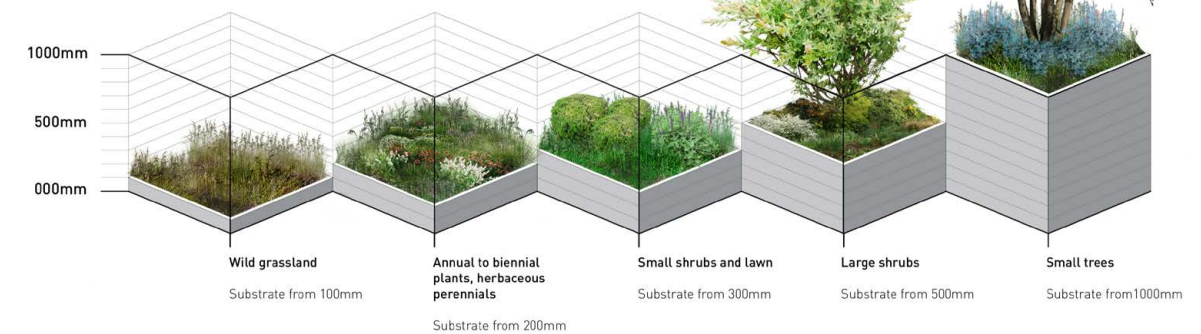 1000mm
500mm
000mm
Wild grassland
Substrate from 100mm
Annual to biennial
plants, herbaceous
perennials
Substrate from 200mm
Small shrubs and lawn
Substrate from 300mm
Large shrubs
Substrate from 500mm
Small trees
Substrate from1000mm